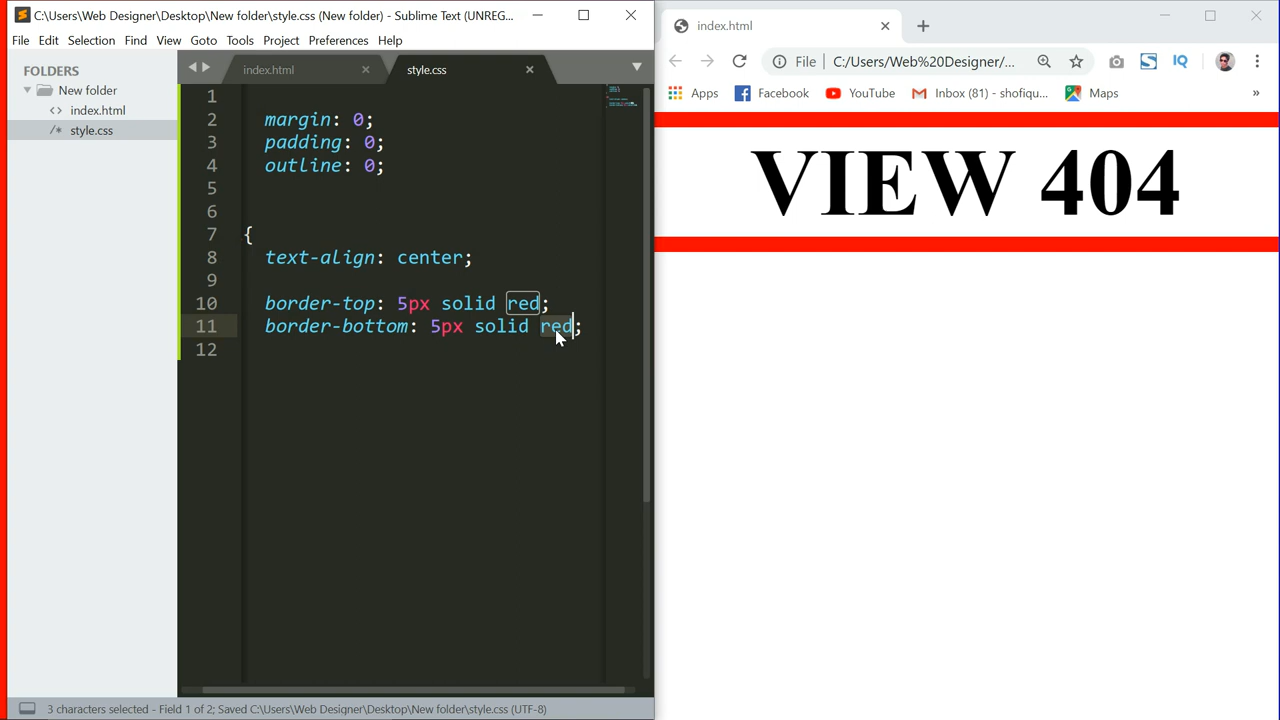 C:\Users\Web Designer\Desktop\New folder\style.css (New folder) - Sublime Text (UNREG...
File Edit Selection Find View Goto Tools Project Preferences Help
FOLDERS
New folder
index.html
style.css
index.html
style.css
1
2 margin: 0;
3 padding: 0;
4 outline: 0;
5
6
7 {
8 text-align: center;
9
10 border-top: 5px solid red;
11 border-bottom: 5px solid red;
12
3 characters selected - Field 1 of 2; Saved C:\Users\Web Designer\Desktop\New folder\style.css (UTF-8)
index.html
File C:/Users/Web%20Designer/...
Apps Facebook YouTube Inbox (81) - shofiqu... Maps »
VIEW 404